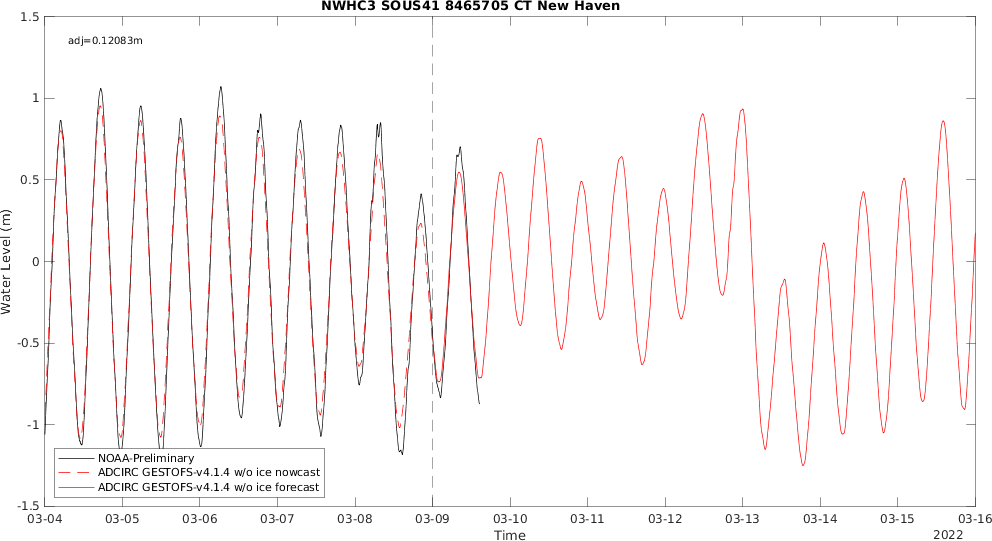 NWHC3 SOUS41 8465705 CT New Haven
adj=0.12083m
1.5
1
0.5
0
-0.5
-1
-1.5
Water Level (m)
NOAA-Preliminary
ADCIRC GESTOFS-v4.1.4 w/o ice nowcast
ADCIRC GESTOFS-v4.1.4 w/o ice forecast
03-04 03-05 03-06 03-07 03-08 03-09 03-10 03-11 03-12 03-13 03-14 03-15 03-16
Time
2022